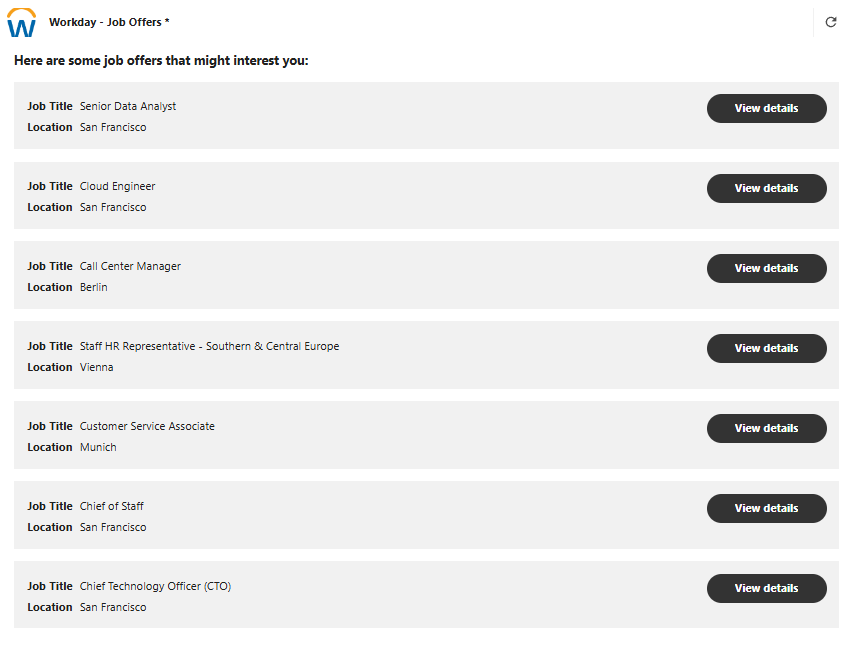 W
Workday - Job Offers *
Here are some job offers that might interest you:
Job Title Senior Data Analyst
View details
Location San Francisco
Job Title Cloud Engineer
View details
Location San Francisco
Job Title Call Center Manager
View details
Location Berlin
Job Title Staff HR Representative - Southern & Central Europe
View details
Location Vienna
Job Title Customer Service Associate
View details
Location Munich
Job Title Chief of Staff
View details
Location San Francisco
Job Title Chief Technology Officer (CTO)
View details
Location San Francisco